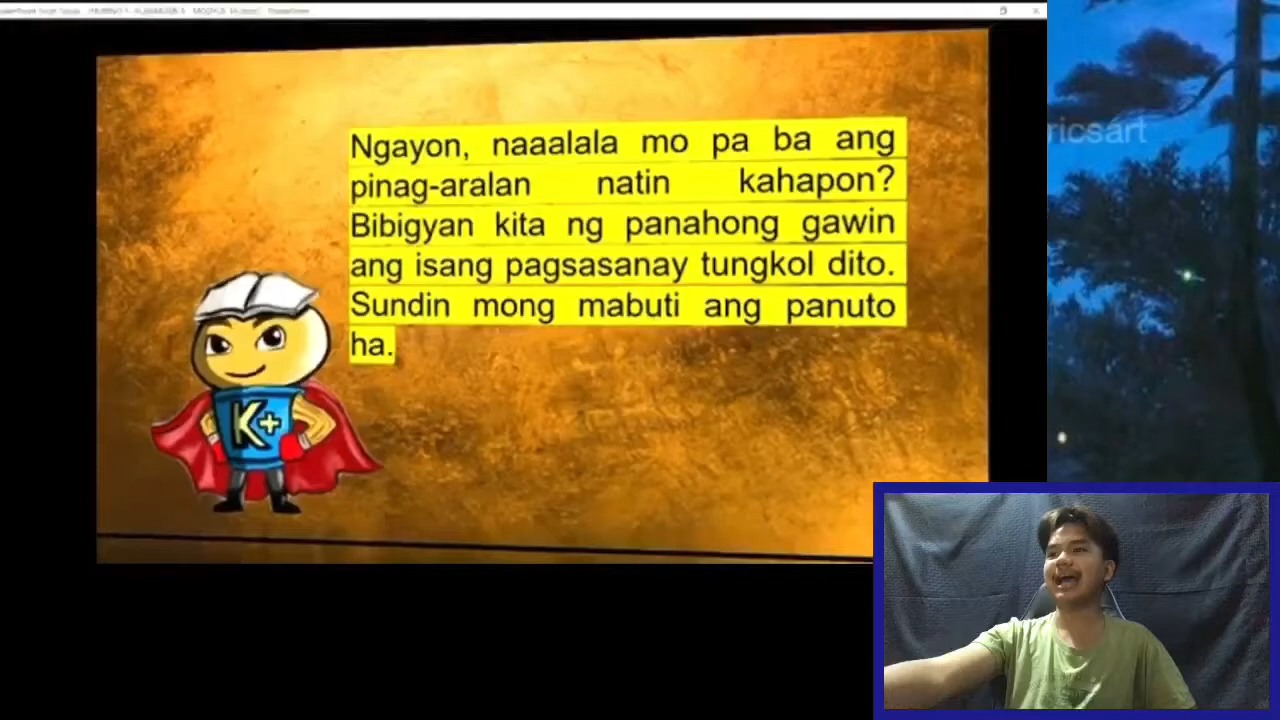 Ngayon, naaalala mo pa ba ang
pinag-aralan natin kahapon?
Bibigyan kita ng panahong gawin
ang isang pagsasanay tungkol dito.
Sundin mong mabuti ang panuto
ha.
K+